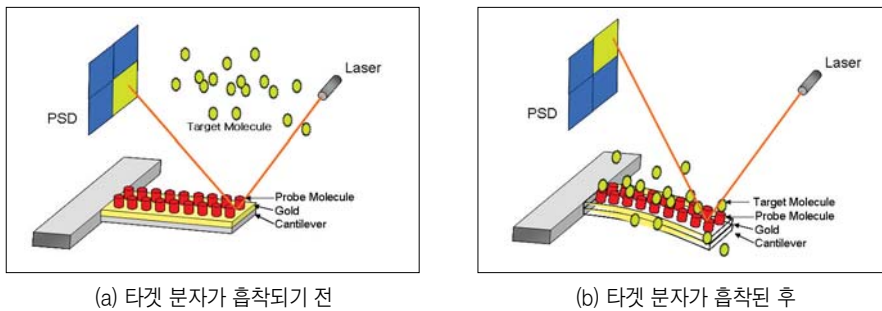 Laser
PSD
Target Molecule
Probe Molecule
Gold
Cantilever
(a) 타겟 분자가 흡착되기 전
Laser
PSD
Target Molecule
Probe Molecule
Gold
Cantilever
(b) 타겟 분자가 흡착된 후